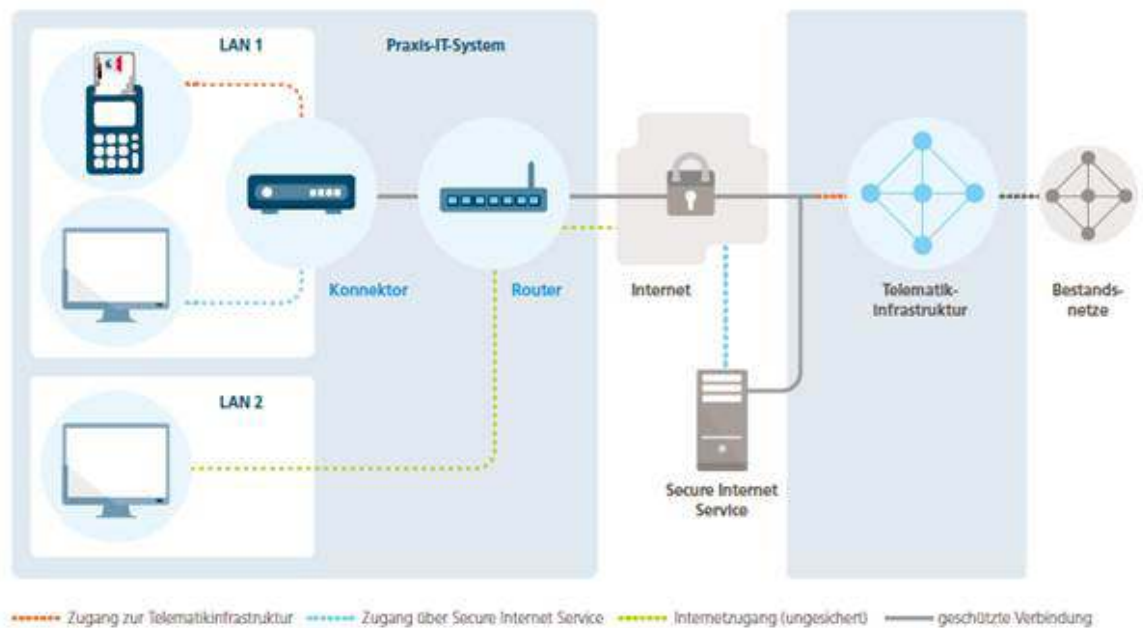 LAN 1
Praxis-IT-System
Konnektor
Router
Internet
Telematik-
Infrastruktur
Bestands-
netze
LAN 2
Secure Internet
Service
Zugang zur Telematikinfrastruktur
Zugang über Secure Internet Service
Internetzugang (ungesichert)
geschützte Verbindung